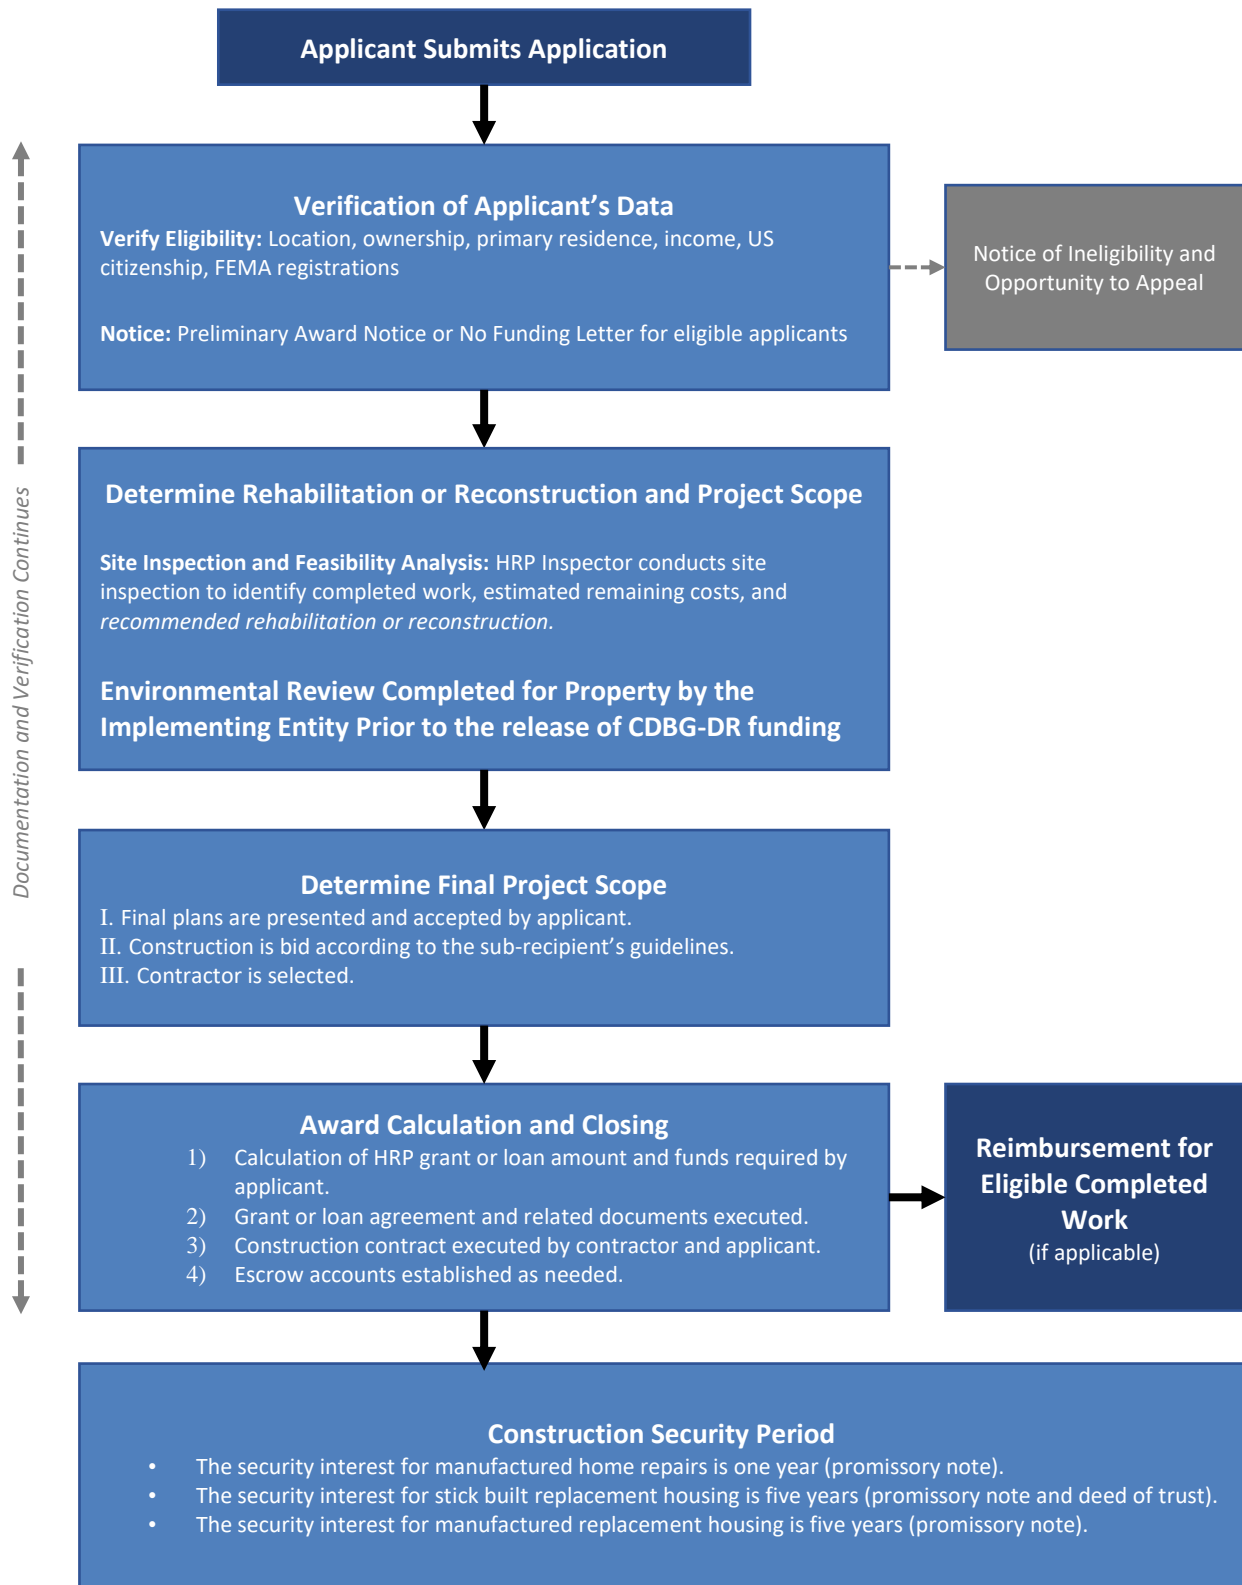 Applicant Submits Application
Verification of Applicant’s Data
Verify Eligibility: Location, ownership, primary residence, income, US
citizenship, FEMA registrations
Notice: Preliminary Award Notice or No Funding Letter for eligible applicants
Notice of Ineligibility and
Opportunity to Appeal
Documentation and Verification Continues
Determine Rehabilitation or Reconstruction and Project Scope
Site Inspection and Feasibility Analysis: HRP Inspector conducts site
inspection to identify completed work, estimated remaining costs, and
recommended rehabilitation or reconstruction.
Environmental Review Completed for Property by the
Implementing Entity Prior to the release of CDBG-DR funding
Determine Final Project Scope
I. Final plans are presented and accepted by applicant.
II. Construction is bid according to the sub-recipient’s guidelines.
III. Contractor is selected.
Award Calculation and Closing
1) Calculation of HRP grant or loan amount and funds required by
applicant.
2) Grant or loan agreement and related documents executed.
3) Construction contract executed by contractor and applicant.
4) Escrow accounts established as needed.
Reimbursement for
Eligible Completed
Work
(if applicable)
Construction Security Period
• The security interest for manufactured home repairs is one year (promissory note).
• The security interest for stick built replacement housing is five years (promissory note and deed of trust).
• The security interest for manufactured replacement housing is five years (promissory note).